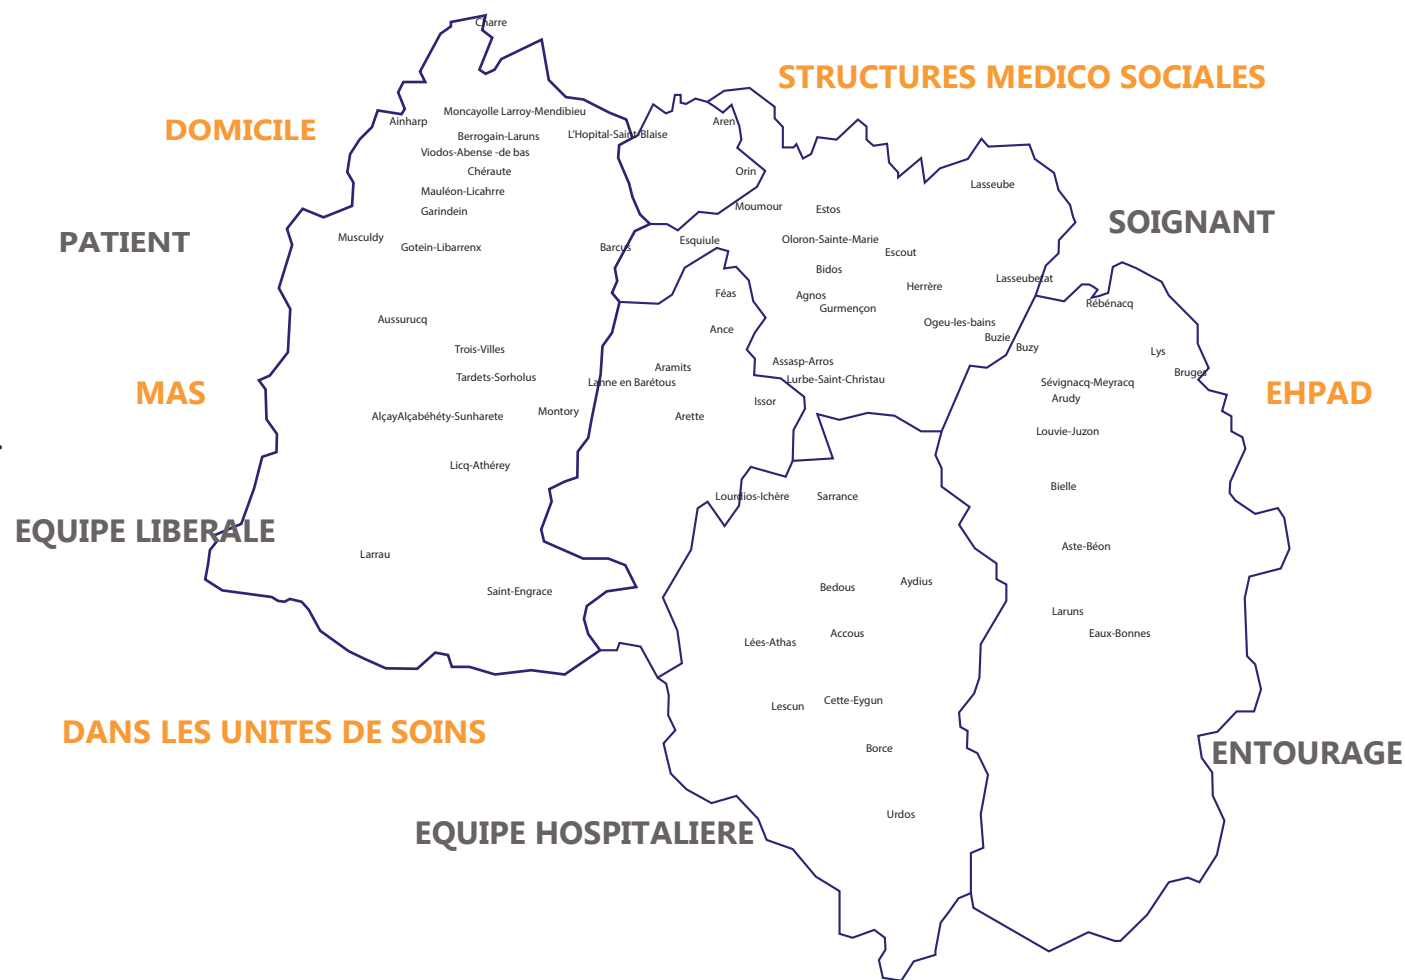 Charre
STRUCTURES MEDICO SOCIALES
Moncayolle Larroy-Mendibieu
Ainharp
Aren
DOMICILE
Berrogain-Laruns
L'Hopital-Saint-Blaise
Viodos-Abense -de bas
Chéraute
Orin
Lasseube
Mauléon-Licahrre
Garindein
Moumour
Estos
SOIGNANT
PATIENT
Musculdy
Gotein-Libarrenx
Barcus
Esquiule
Oloron-Sainte-Marie
Escout
Bidos
Lasseubetat
Herrère
Féas
Agnos
Rébénacq
Gurmençon
Aussurucq
Ance
Ogeu-les-bains
Buzie
Trois-Villes
Buzy
Lys
Assasp-Arros
Aramits
Bruges
Tardets-Sorholus
Lanne en Barétous
Lurbe-Saint-Christau
Sévignacq-Meyracq
MAS
EHPAD
Arudy
Issor
Montory
AlçayAlçabéhéty-Sunharete
Arette
Louvie-Juzon
Licq-Athérey
Bielle
Lourdios-Ichère
Sarrance
EQUIPE LIBERALE
Aste-Béon
Larrau
Aydius
Bedous
Saint-Engrace
Laruns
Accous
Eaux-Bonnes
Lées-Athas
Cette-Eygun
Lescun
DANS LES UNITES DE SOINS
Borce
ENTOURAGE
Urdos
EQUIPE HOSPITALIERE